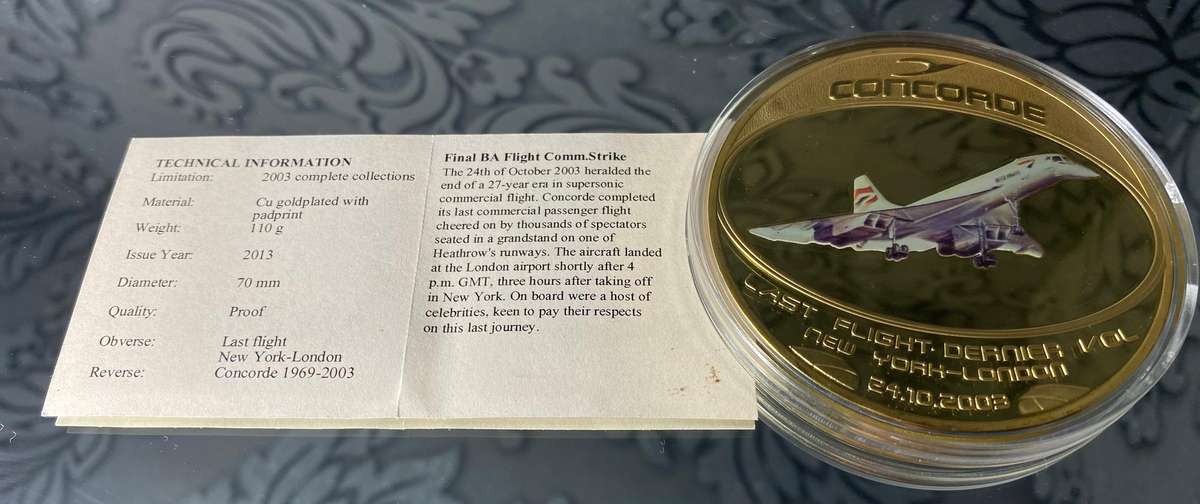 TECHNICAL INFORMATION
Limitation: 2003 complete collections
Material: Cu goldplated with
padprint
Weight: 110 g
Issue Year: 2013
Diameter: 70 mm
Quality: Proof
Obverse: Last flight
New York-London
Reverse: Concorde 1969-2003
Final BA Flight Comm.Strike
The 24th of October 2003 heralded the
end of a 27-year era in supersonic
commercial flight. Concorde completed
its last commercial passenger flight
cheered on by thousands of spectators
seated in a grandstand on one of
Heathrow's runways. The aircraft landed
at the London airport shortly after 4
p.m. GMT, three hours after taking off
in New York. On board were a host of
celebrities, keen to pay their respects
on this last journey.
CONCORDE
LAST FLIGHT·DERNIER VOL
NEW YORK-LONDON
24.10.2003